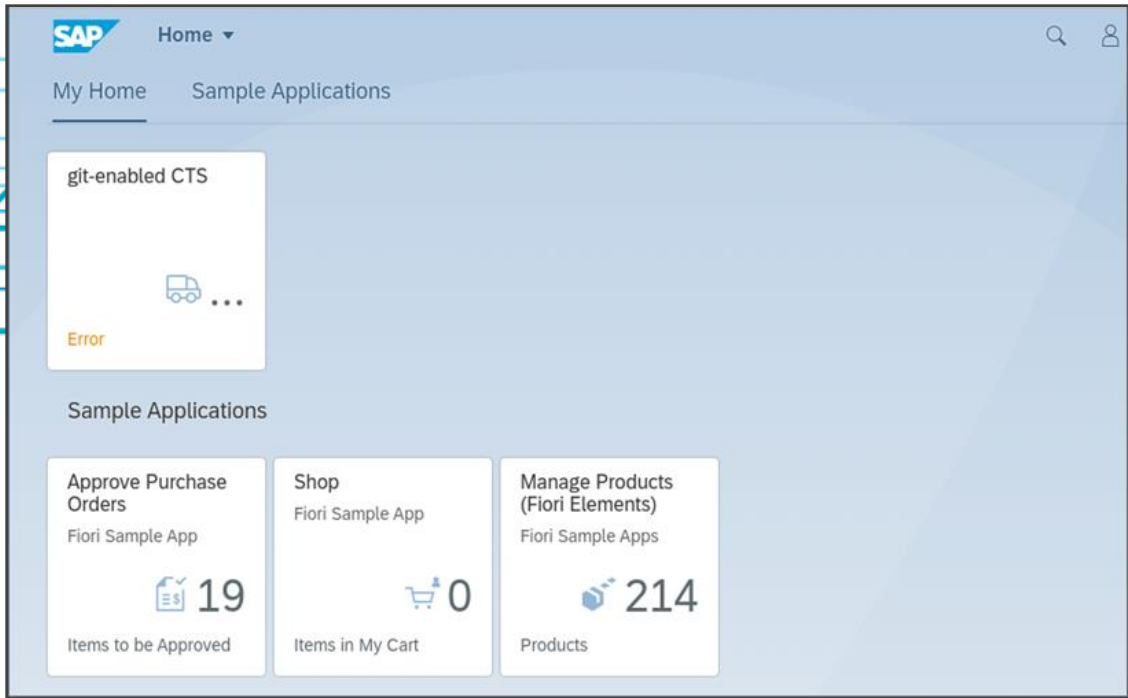 SAP Home
My Home Sample Applications
git-enabled CTS
...
Error
Sample Applications
Approve Purchase
Orders
Fiori Sample App
19
Items to be Approved
Shop
Fiori Sample App
0
Items in My Cart
Manage Products
(Fiori Elements)
Fiori Sample Apps
214
Products